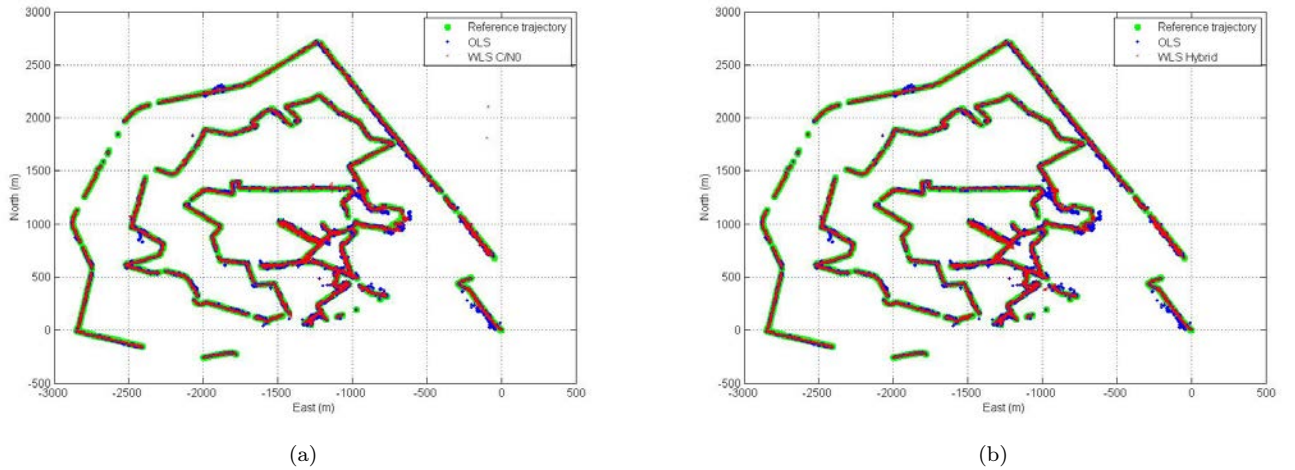 Reference trajectory
OLS
WLS C/N0
3000
2500
2000
1500
1000
500
0
-500
North (m)
-3000 -2500 -2000 -1500 -1000 -500 0 500
East (m)
(a)
Reference trajectory
OLS
WLS Hybrid
3000
2500
2000
1500
1000
500
0
-500
North (m)
-3000 -2500 -2000 -1500 -1000 -500 0 500
East (m)
(b)